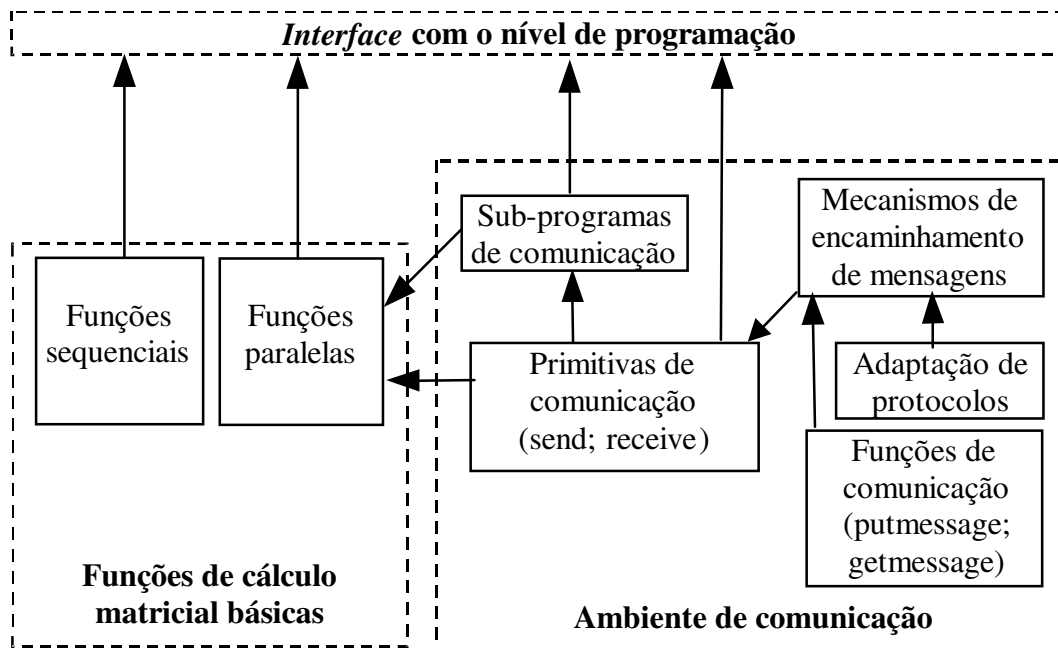 Interface com o nível de programação
Sub-programas
de comunicação
Mecanismos de
encaminhamento
de mensagens
Funções
sequenciais
Funções
paralelas
Primitivas de
comunicação
(send; receive)
Adaptação de
protocolos
Funções de
comunicação
(putmessage;
getmessage)
Funções de cálculo
matricial básicas
Ambiente de comunicação